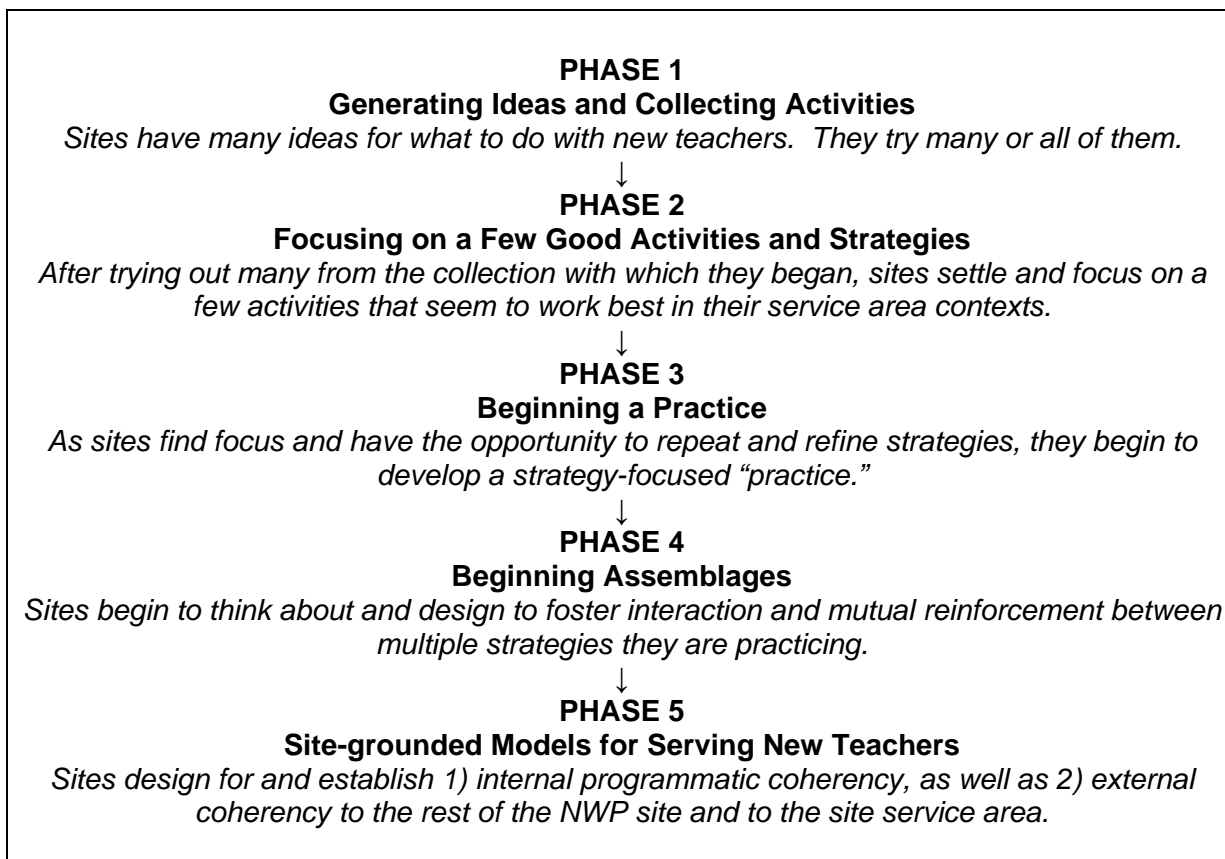 PHASE 1
Generating Ideas and Collecting Activities
Sites have many ideas for what to do with new teachers.  They try many or all of them.
↓
PHASE 2
Focusing on a Few Good Activities and Strategies
After trying out many from the collection with which they began, sites settle and focus on a
few activities that seem to work best in their service area contexts.
↓
PHASE 3
Beginning a Practice
As sites find focus and have the opportunity to repeat and refine strategies, they begin to
develop a strategy-focused “practice.”
↓
PHASE 4
Beginning Assemblages
Sites begin to think about and design to foster interaction and mutual reinforcement between
multiple strategies they are practicing.
↓
PHASE 5
Site-grounded Models for Serving New Teachers
Sites design for and establish 1) internal programmatic coherency, as well as 2) external
coherency to the rest of the NWP site and to the site service area.